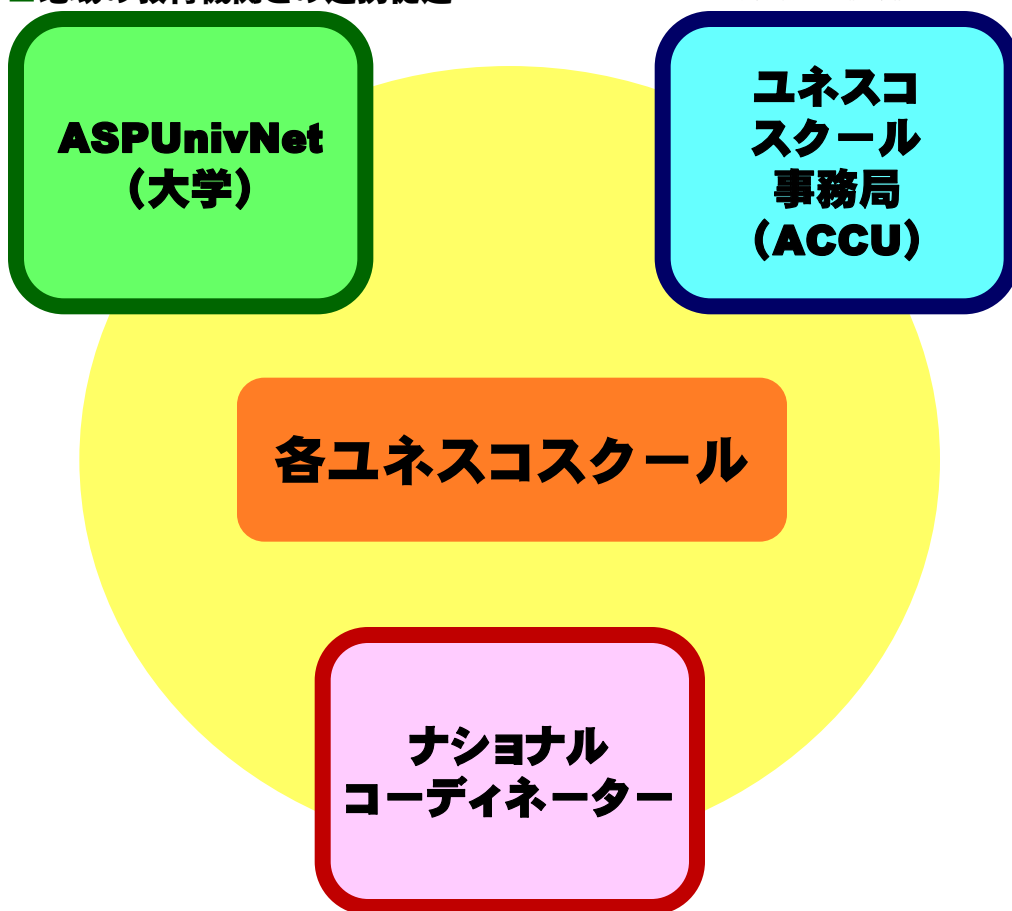 ASPUnivNet
（大学）
ユネスコ
スクール
事務局
（ACCU）
各ユネスコスクール
ナショナル
コーディネーター